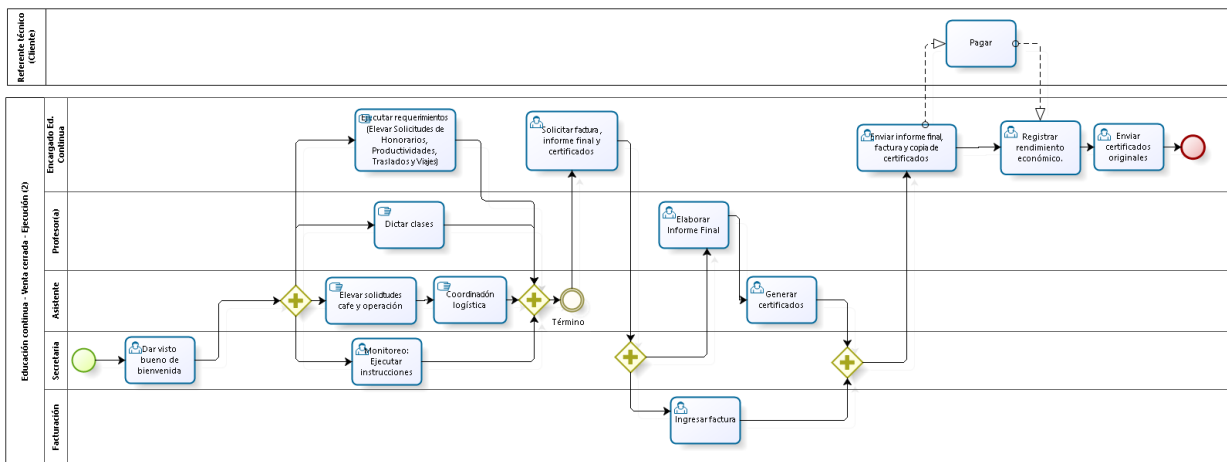 Referente técnico
(Cliente)
Pagar
Educación continua - Venta cerrada - Ejecución (2)
Encargado Ed.
Continua
Ejecutar requerimientos
(Elevar Solicitudes de
Honorarios,
Productividades,
Traslados y Viajes)
Solicitar factura ,
informe final y
certificados
Enviar informe final,
factura y copia de
certificados
Registrar
rendimiento
económico.
Enviar
certificados
originales
Profesor(a)
Dictar clases
Elaborar
Informe Final
Asistente
Elevar solicitudes
cafe y operación
Coordinación
logística
Término
Generar
certificados
Secretaria
Dar visto
bueno de
bienvenida
Monitoreo:
Ejecutar
instrucciones
Facturación
Ingresar factura